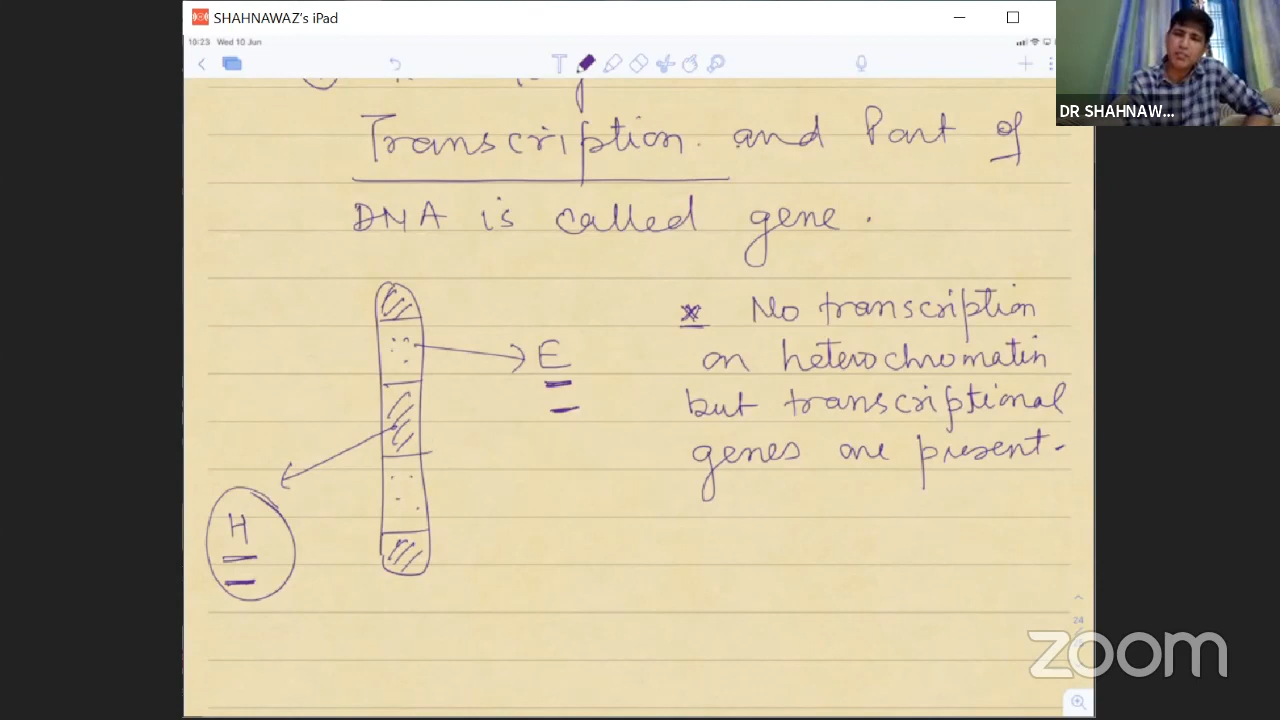 SHAHNAWAZ's iPad
10:23 Wed 10 Jun
DR SHAHNAW...
Transcription. and Part of
DNA is called gene.
E
H
* No transcription
on heterochromatin
but transcriptional
genes are present.
24
zoom